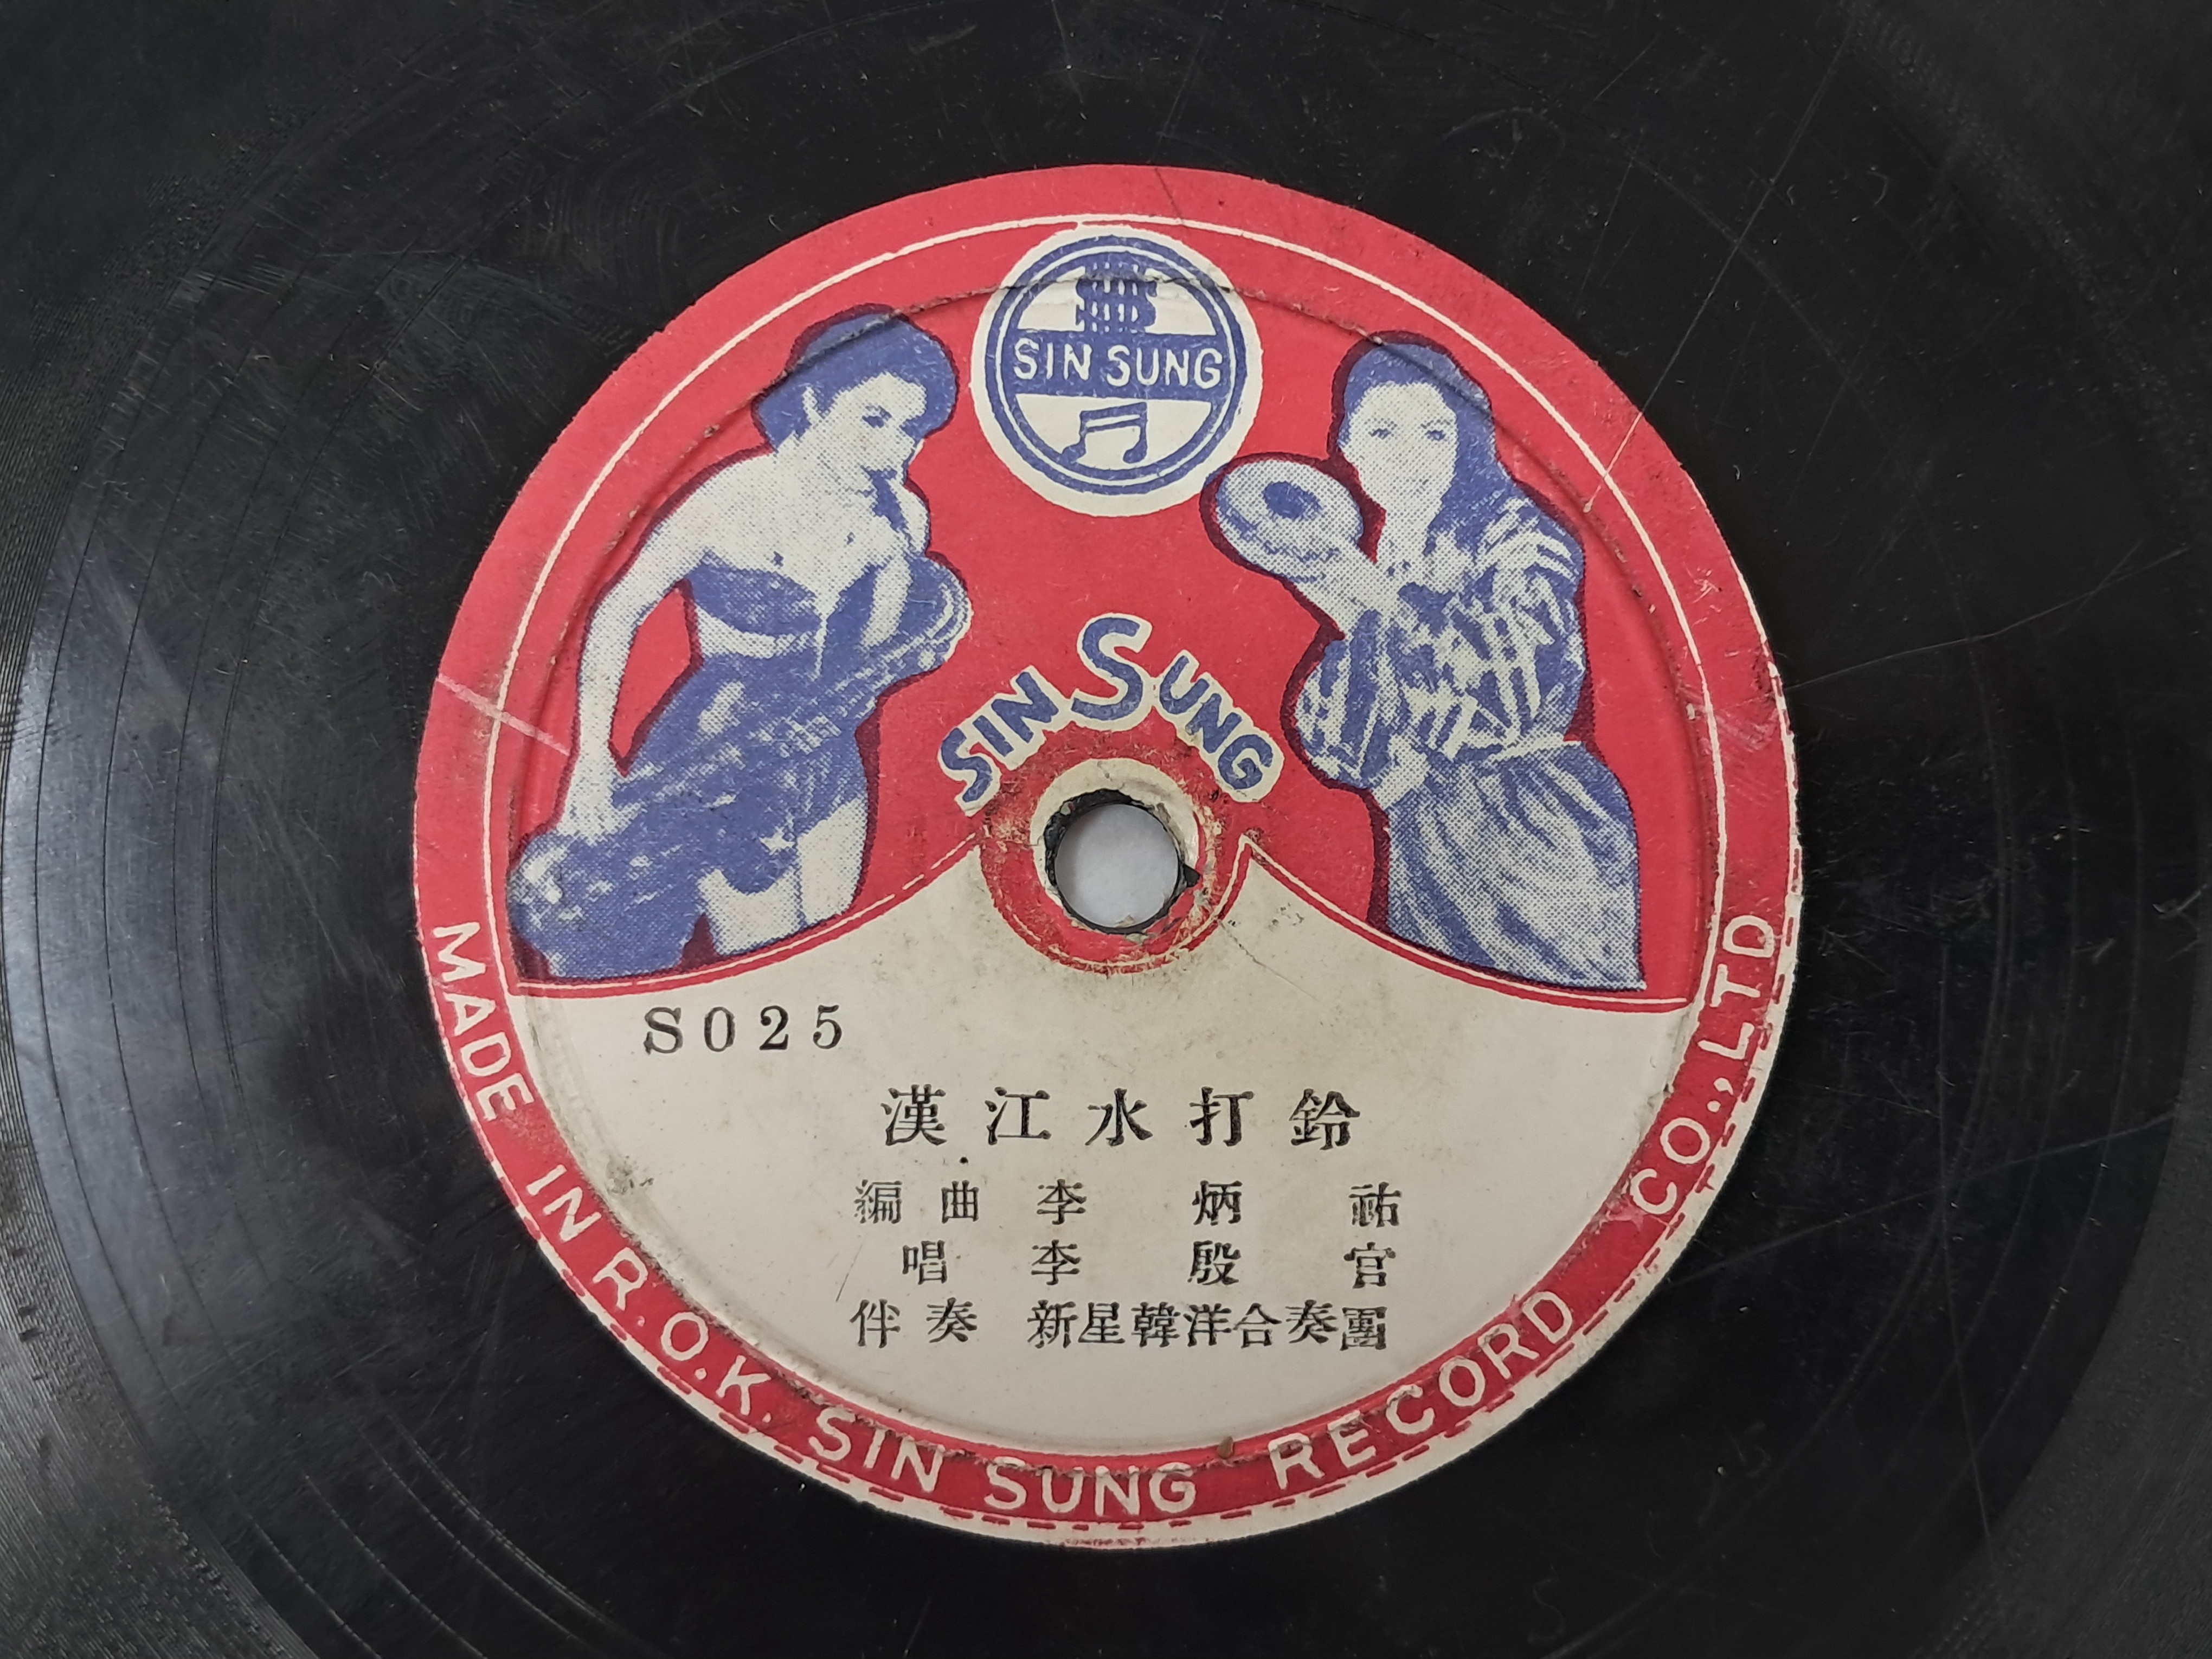 SIN SUNG
SIN SUNG
S025
漢江水打鈴
編曲 李炳祐
唱 李殷官
伴奏 新星韓洋合奏團
MADE IN R.O.K. SIN SUNG RECORD CO., LTD